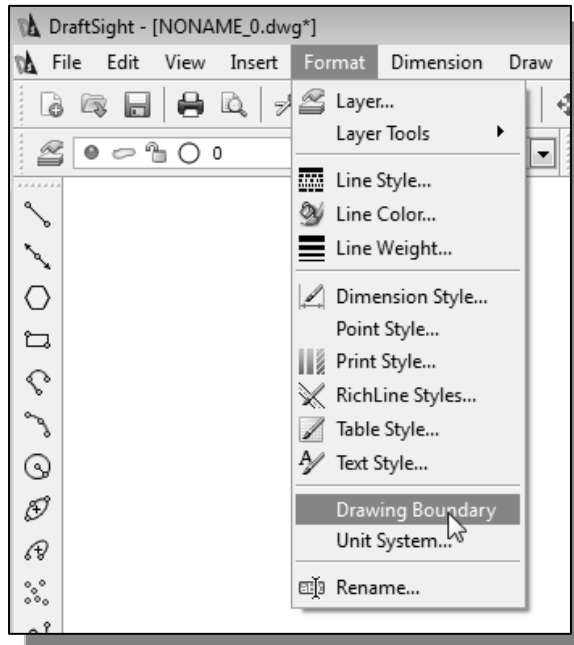 DraftSight - [NONAME_0.dwg*]
File Edit View Insert Format Dimension Draw
Layer...
Layer Tools
0
Line Style...
Line Color...
Line Weight...
Dimension Style...
Point Style...
Print Style...
RichLine Styles...
Table Style...
Text Style...
Drawing Boundary
Unit System...
Rename...